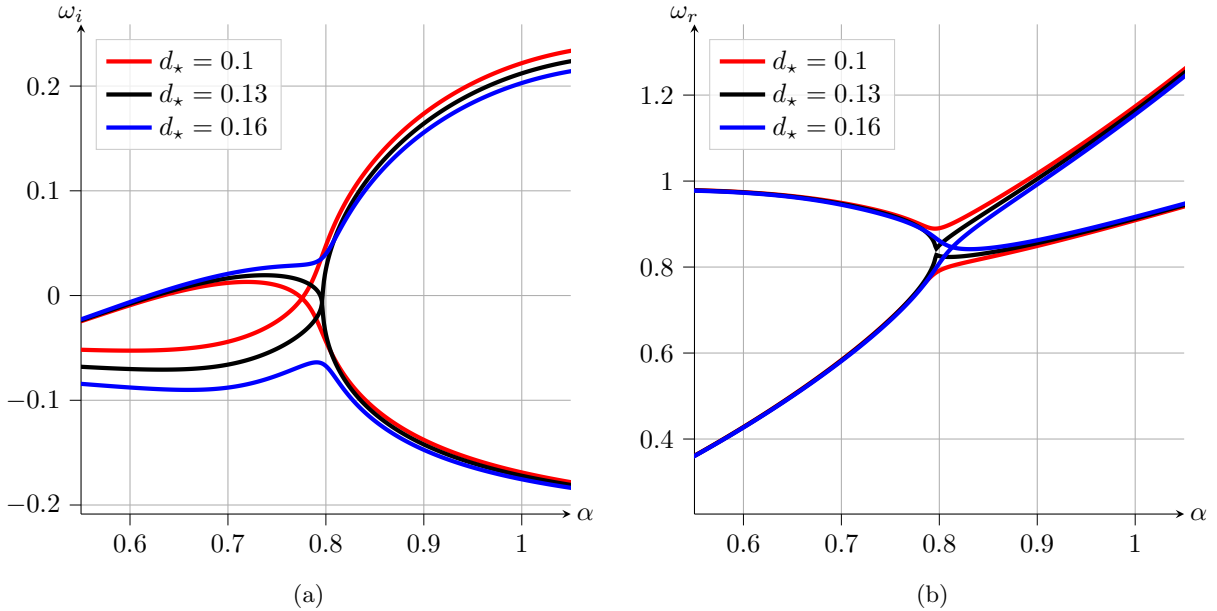 ω_i
d_⋆ = 0.1
d_⋆ = 0.13
d_⋆ = 0.16
0.2
0.1
0
−0.1
−0.2
0.6 0.7 0.8 0.9 1 α
(a)
ω_r
d_⋆ = 0.1
d_⋆ = 0.13
d_⋆ = 0.16
1.2
1
0.8
0.6
0.4
0.6 0.7 0.8 0.9 1 α
(b)